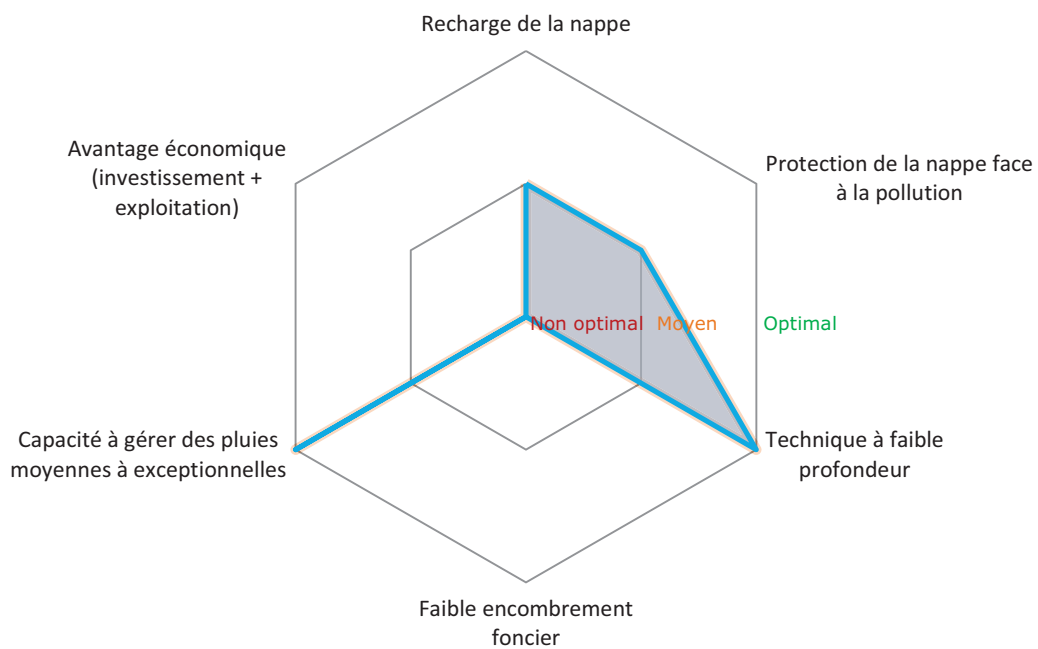 Recharge de la nappe
Avantage économique
(investissement +
exploitation)
Protection de la nappe face
à la pollution
Non optimal
Moyen
Optimal
Capacité à gérer des pluies
moyennes à exceptionnelles
Technique à faible
profondeur
Faible encombrement
foncier